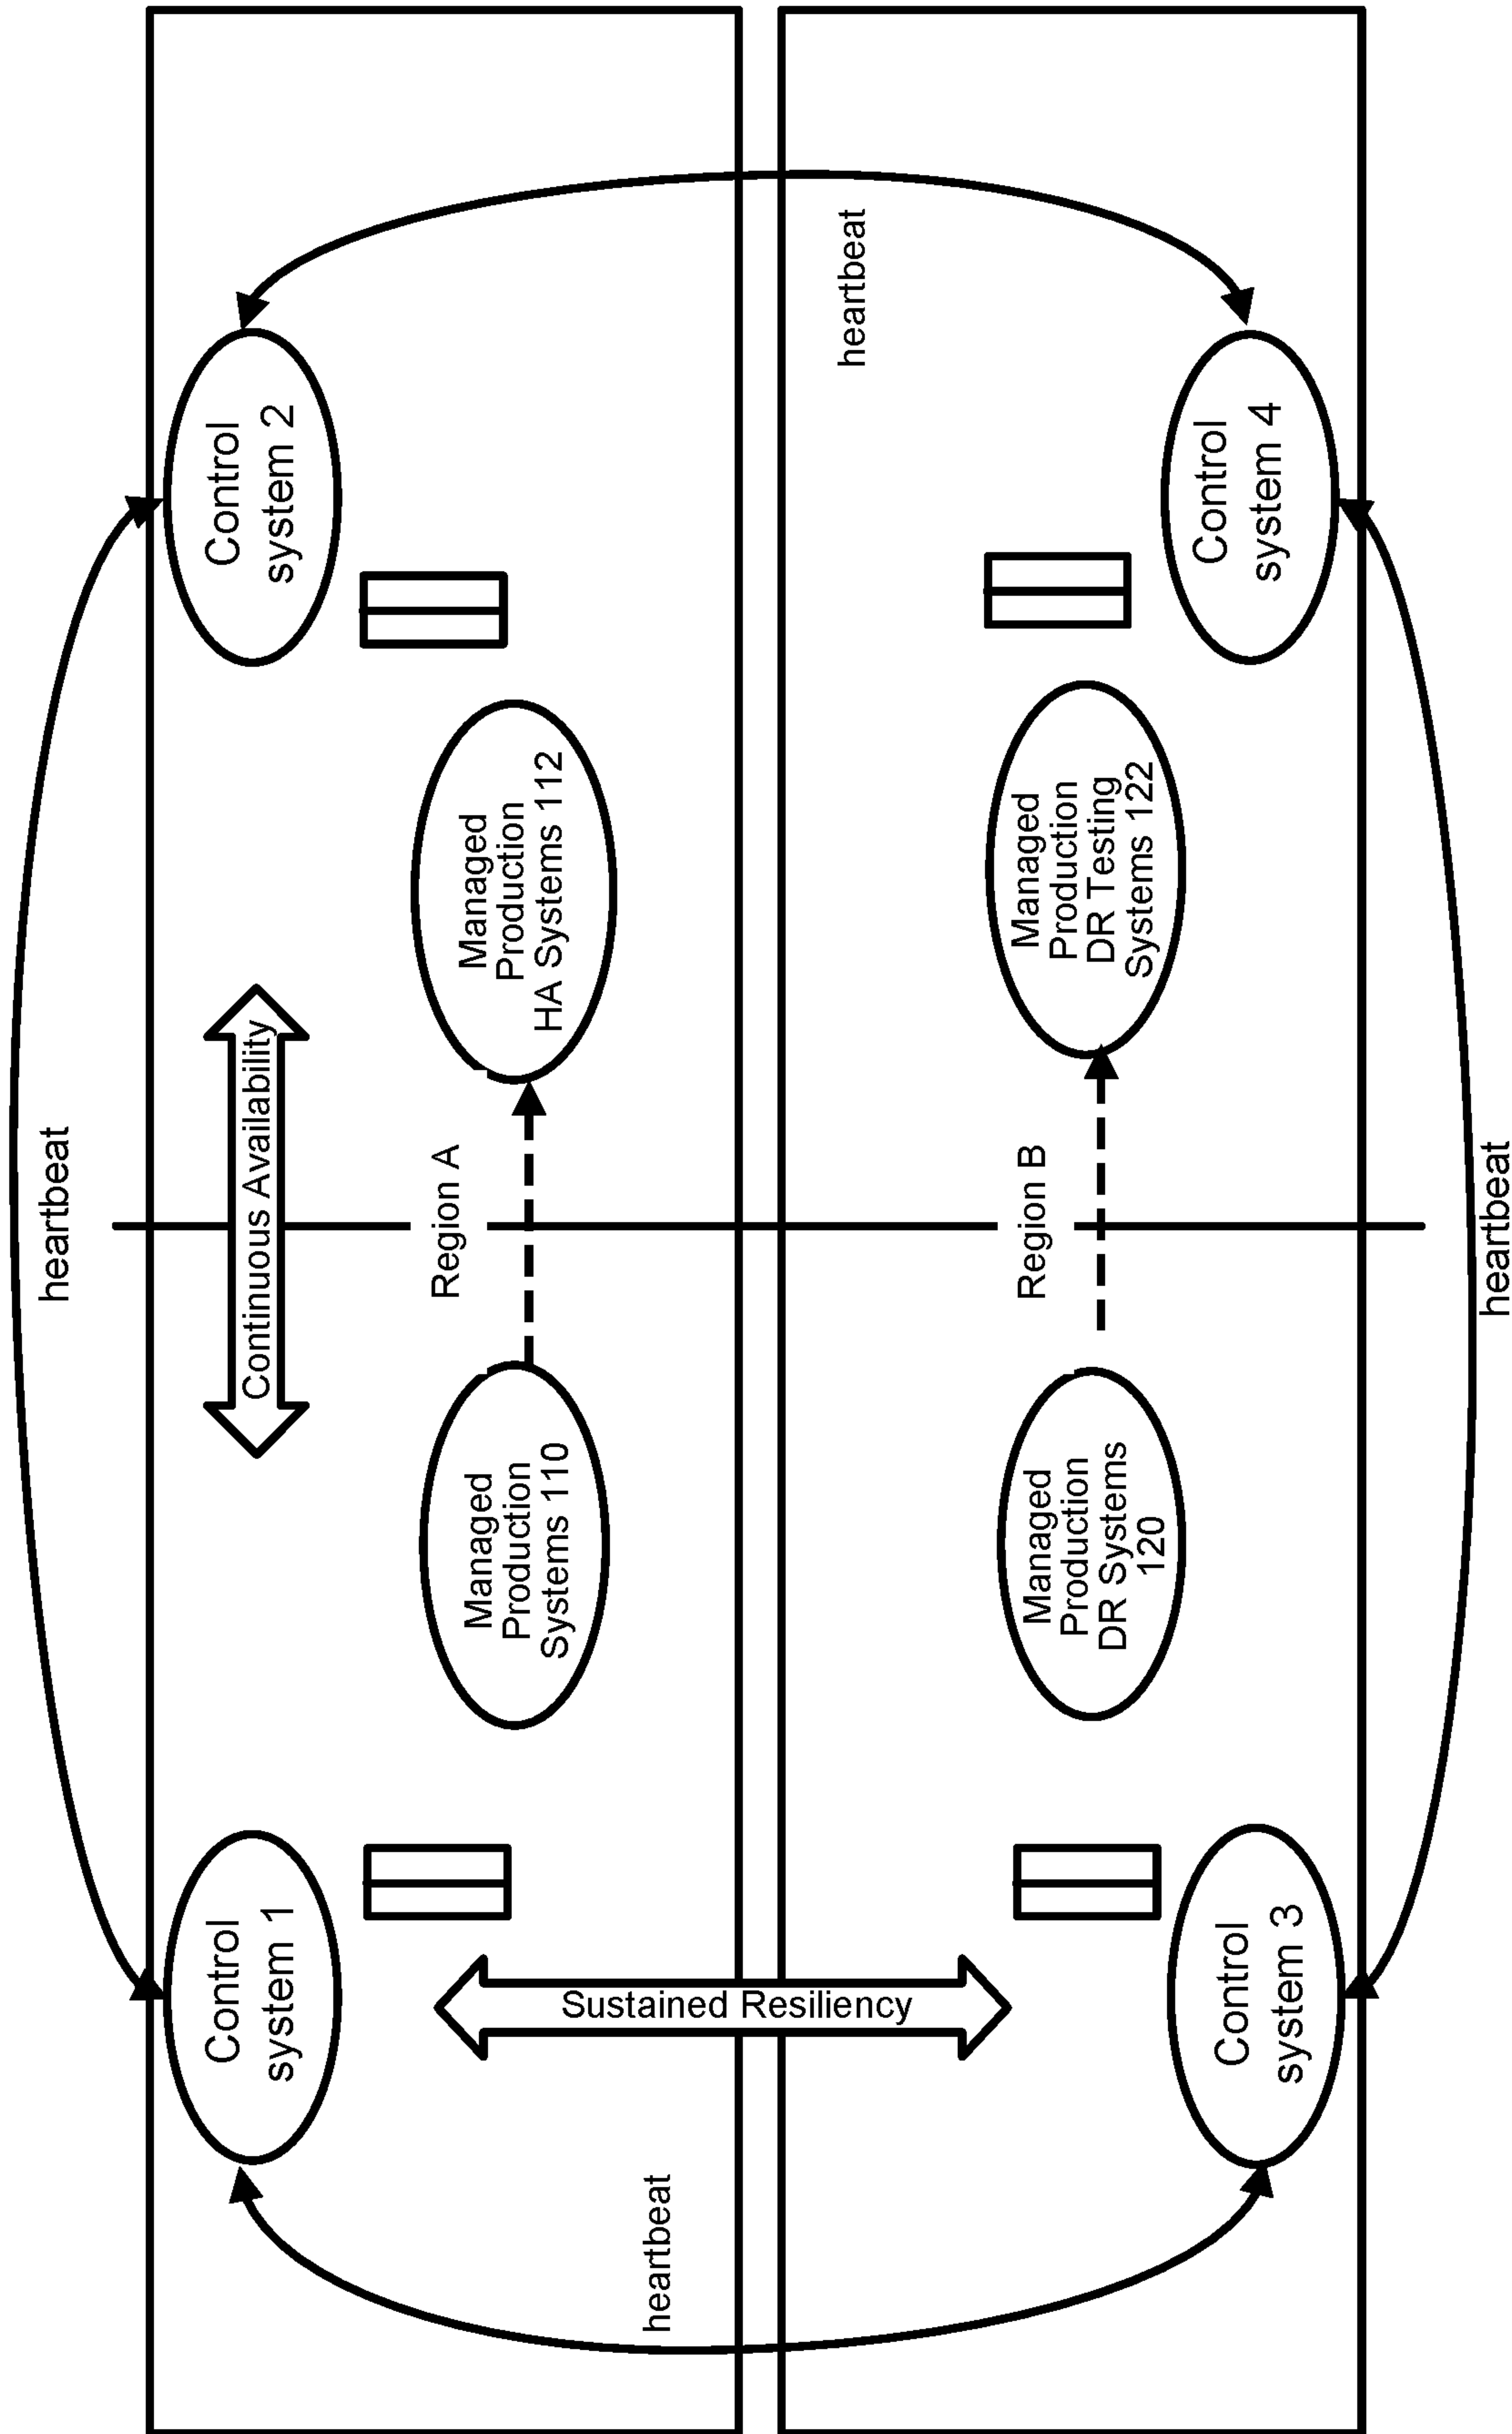 heartbeat
Control
system 1
Continuous Availability
Control
system 2
Region A
Managed
Production
Systems 110
Managed
Production
HA Systems 112
heartbeat
Sustained Resiliency
heartbeat
Region B
Managed
Production
DR Systems
120
Managed
Production
DR Testing
Systems 122
Control
system 3
Control
system 4
heartbeat